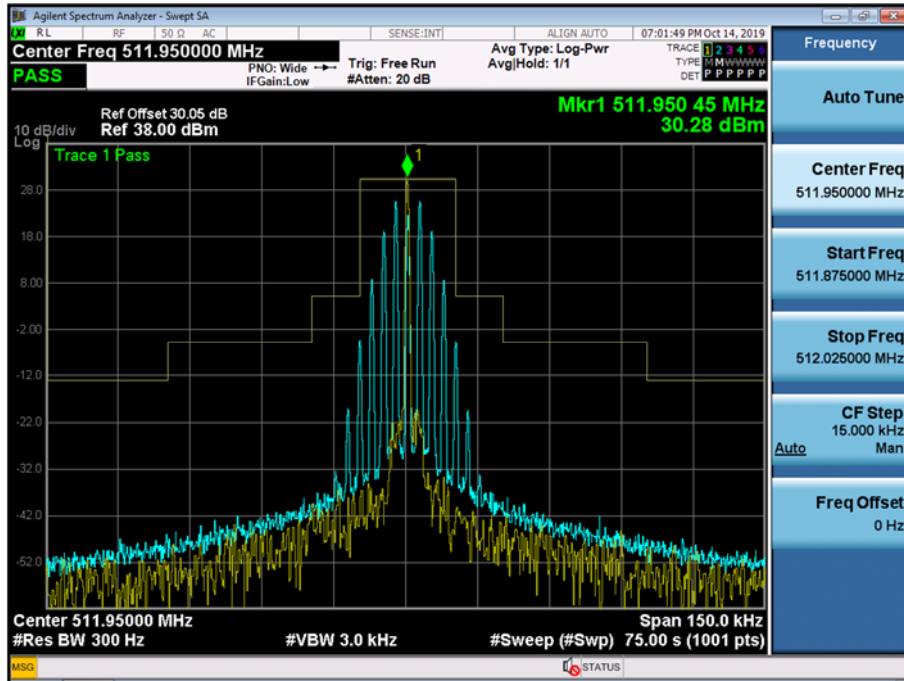 Agilent Spectrum Analyzer - Swept SA
RL RF 50 Ω AC SENSE:INT ALIGN AUTO 07:01:49 PM Oct 14, 2019
Center Freq 511.950000 MHz
PASS
PNO: Wide
IFGain:Low
Trig: Free Run
#Atten: 20 dB
Avg Type: Log-Pwr
Avg|Hold: 1/1
TRACE 1 2 3 4 5 6
TYPE M M W W W W
DET P P P P P P
Ref Offset 30.05 dB
10 dB/div Ref 38.00 dBm
Log
Mkr1 511.950 45 MHz
30.28 dBm
Trace 1 Pass
1
28.0
18.0
8.00
-2.00
-12.0
-22.0
-32.0
-42.0
-52.0
Center 511.95000 MHz Span 150.0 kHz
#Res BW 300 Hz #VBW 3.0 kHz #Sweep (#Swp) 75.00 s (1001 pts)
MSG STATUS
Frequency
Auto Tune
Center Freq
511.950000 MHz
Start Freq
511.875000 MHz
Stop Freq
512.025000 MHz
CF Step
15.000 kHz
Auto Man
Freq Offset
0 Hz